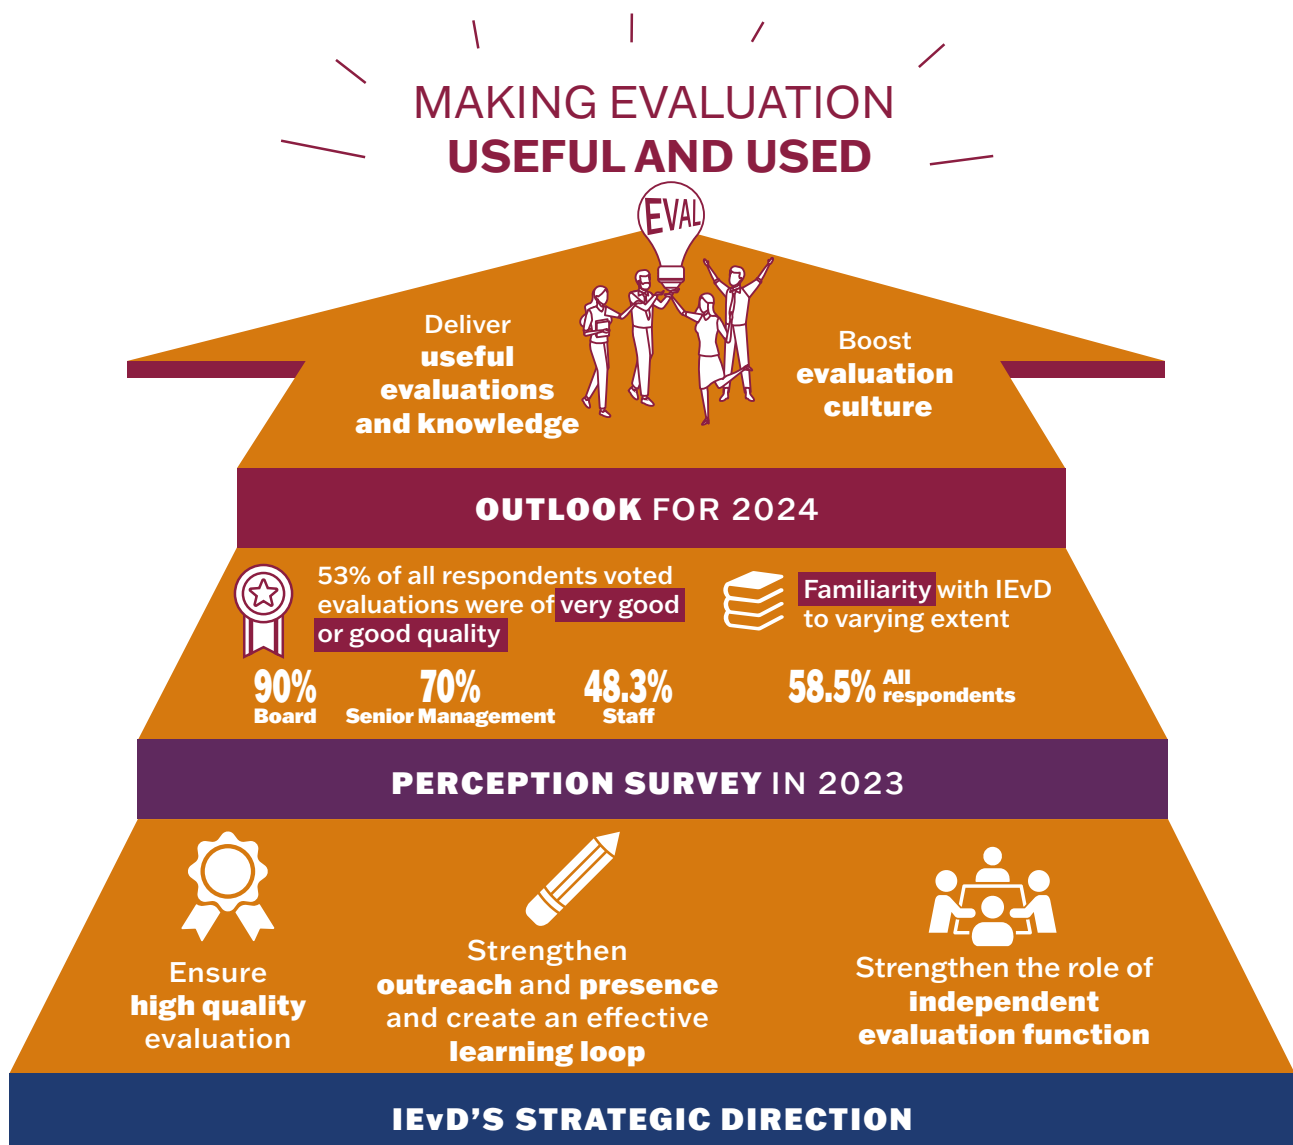 MAKING EVALUATION
USEFUL AND USED
EVAL
Deliver
useful
evaluations
and knowledge
Boost
evaluation
culture
OUTLOOK FOR 2024
53% of all respondents voted
evaluations were of very good
or good quality
Familiarity with IEvD
to varying extent
90%
Board
70%
Senior Management
48.3%
Staff
58.5% All
respondents
PERCEPTION SURVEY IN 2023
Ensure
high quality
evaluation
Strengthen
outreach and presence
and create an effective
learning loop
Strengthen the role of
independent
evaluation function
IEvD'S STRATEGIC DIRECTION